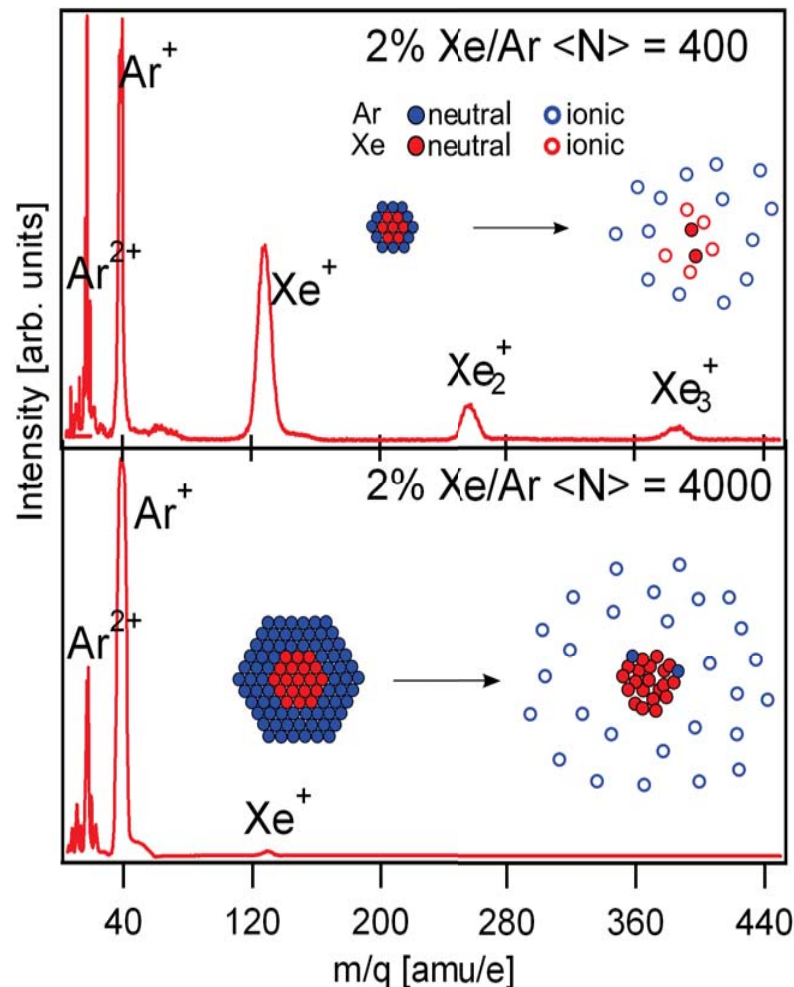 2% Xe/Ar <N> = 400
Ar neutral ionic
Xe neutral ionic
Ar+
Ar2+
Xe+
Xe2+
Xe3+
Intensity [arb. units]
2% Xe/Ar <N> = 4000
Ar+
Ar2+
Xe+
40 120 200 280 360 440
m/q [amu/e]